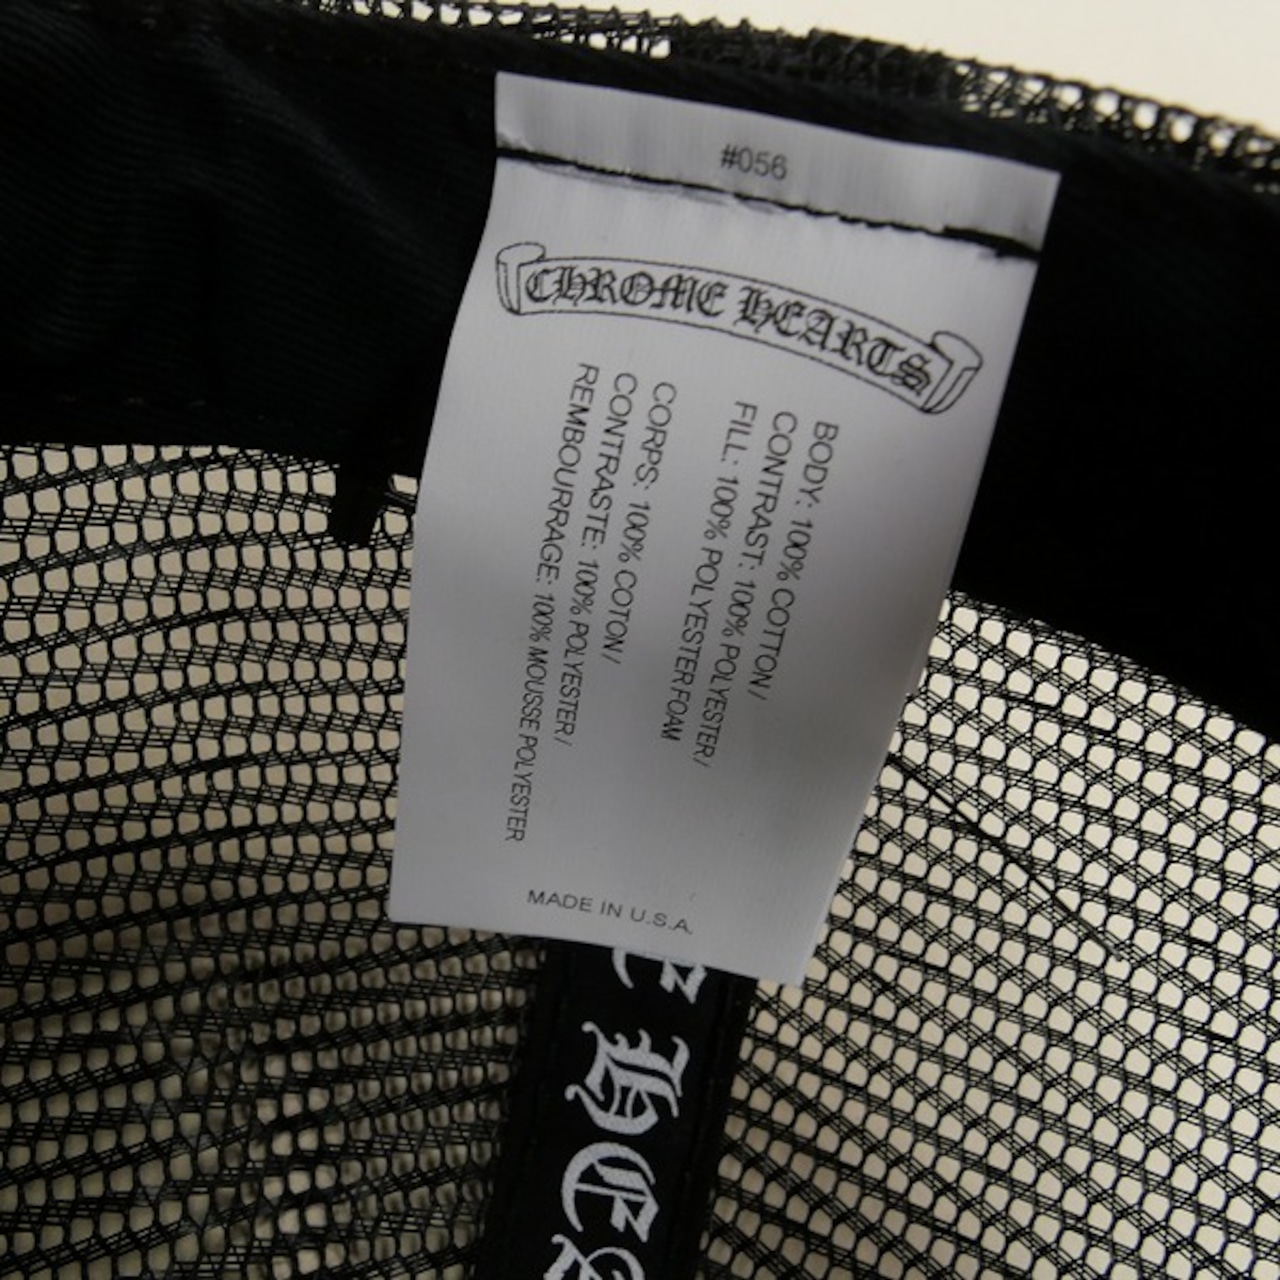 #056
CHROME HEARTS
BODY: 100% COTTON/
CONTRAST: 100% POLYESTER/
FILL: 100% POLYESTER FOAM
CORPS: 100% COTON/
CONTRASTE: 100% POLYESTER/
REMBOURRAGE: 100% MOUSSE POLYESTER
MADE IN U.S.A.